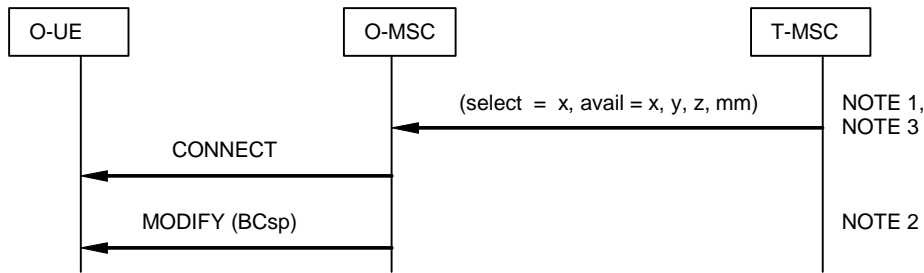 O-UE
O-MSC
T-MSC
(select = x, avail = x, y, z, mm)
NOTE 1,
NOTE 3
CONNECT
MODIFY (BCsp)
NOTE 2